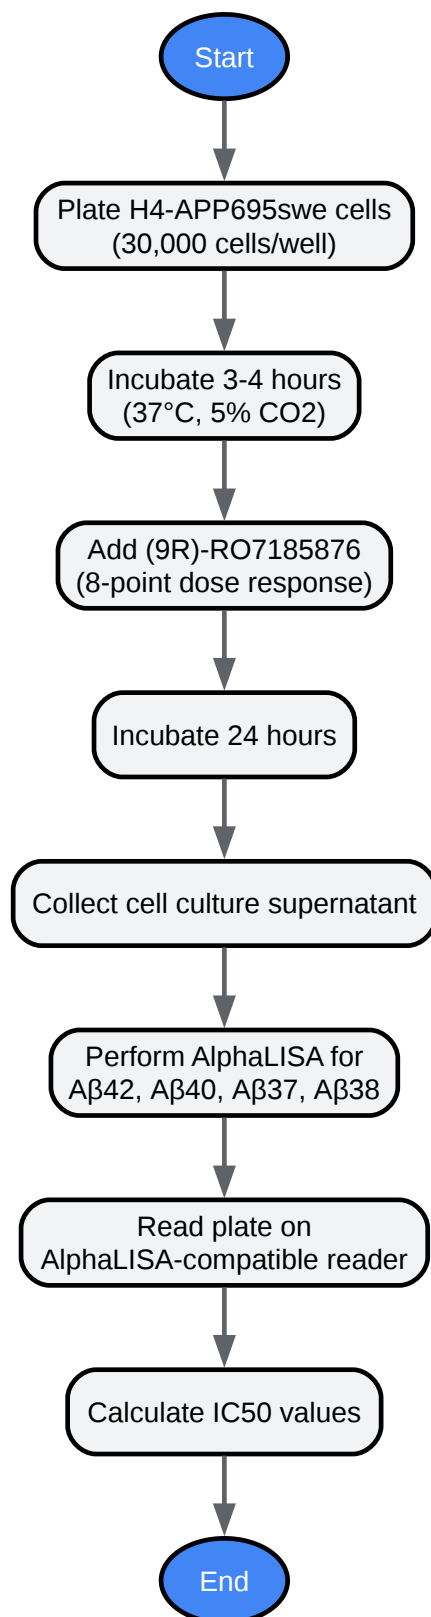 Start
Plate H4-APP695swe cells
(30,000 cells/well)
Incubate 3-4 hours
(37°C, 5% CO2)
Add (9R)-RO7185876
(8-point dose response)
Incubate 24 hours
Collect cell culture supernatant
Perform AlphaLISA for
Aβ42, Aβ40, Aβ37, Aβ38
Read plate on
AlphaLISA-compatible reader
Calculate IC50 values
End